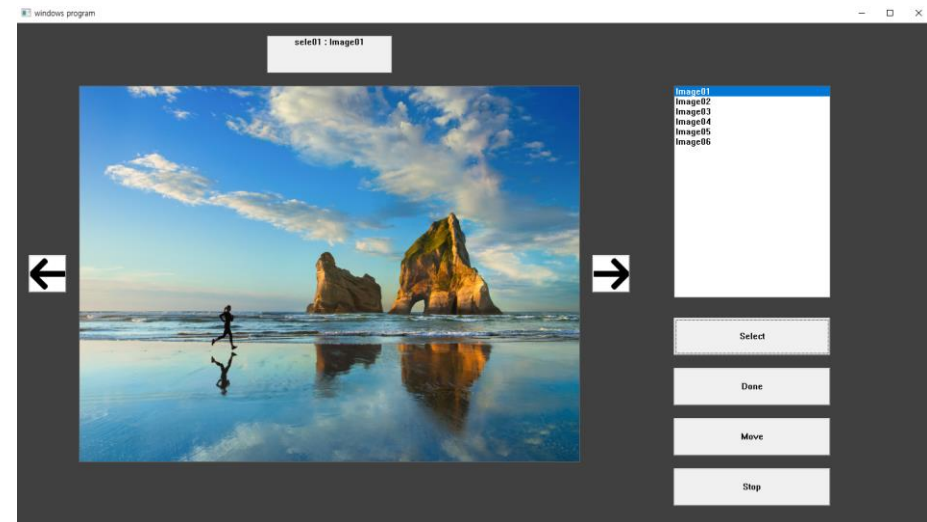 windows program
sele01 : Image01
Image01
Image02
Image03
Image04
Image05
Image06
Select
Done
Move
Stop